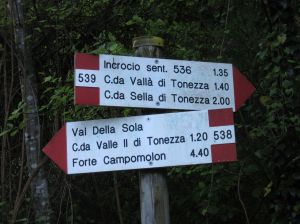 Incrocio sent. 536 1.35
539 C.da Vallà di Tonezza 1.40
C.da Sella di Tonezza 2.00
Val Della Sola
C.da Valle II di Tonezza 1.20 538
Forte Campomolon 4.40